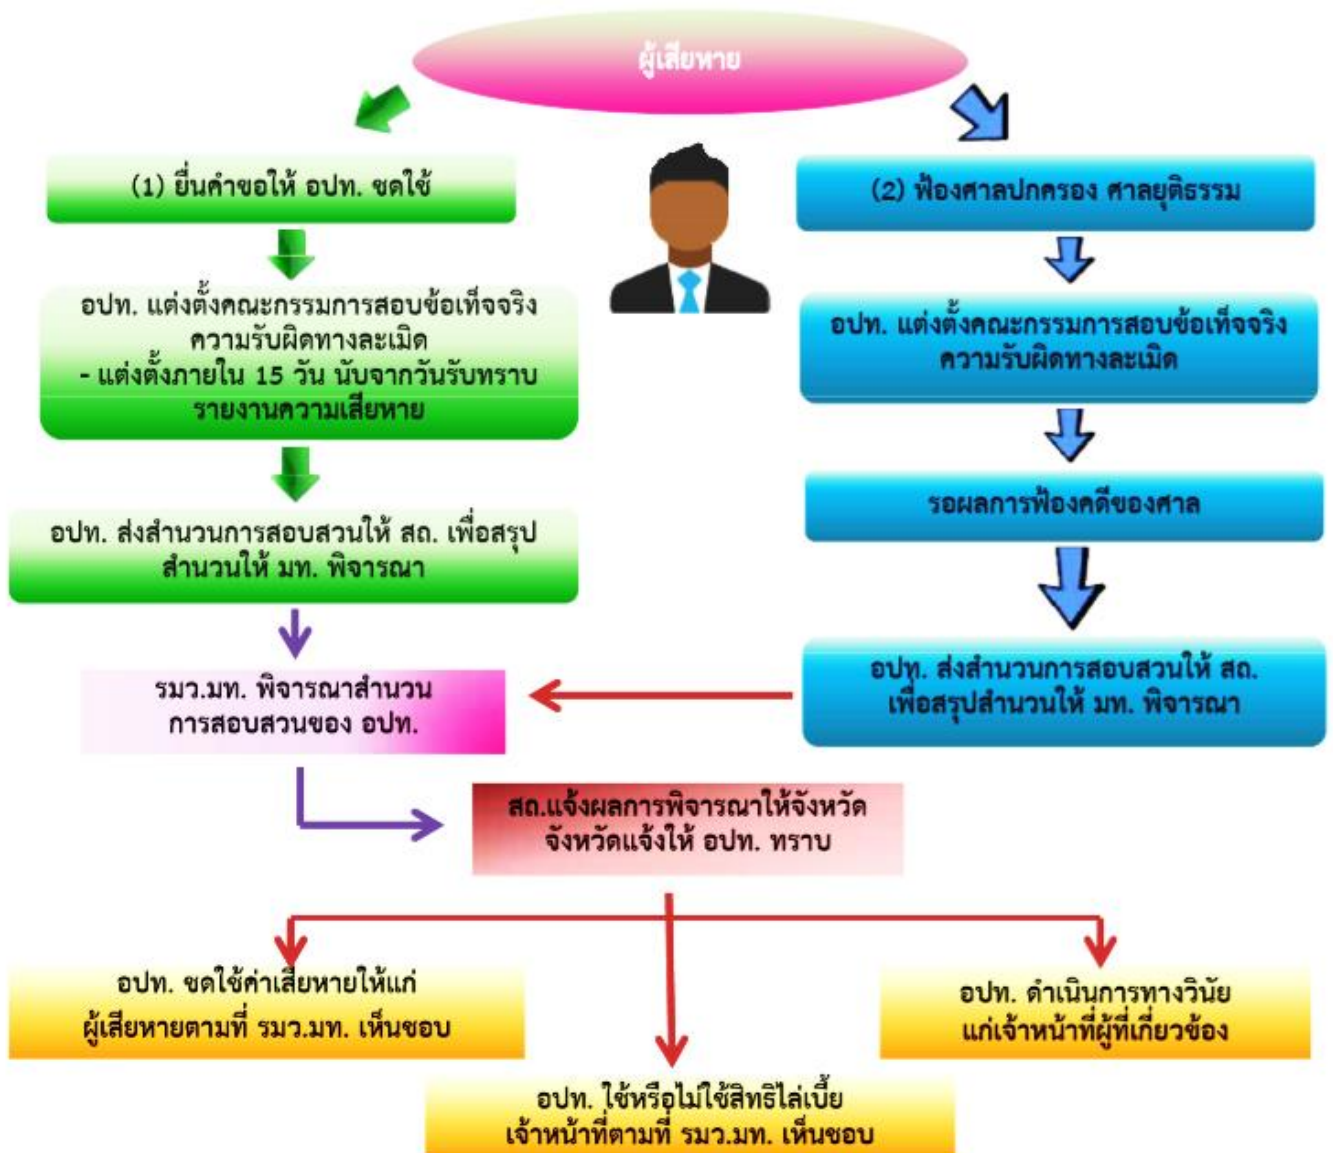 ผู้เสียหาย
(1) ยื่นคำขอให้ อปท. ชดใช้
อปท. แต่งตั้งคณะกรรมการสอบข้อเท็จจริง
ความรับผิดทางละเมิด
- แต่งตั้งภายใน 15 วัน นับจากวันรับทราบ
รายงานความเสียหาย
อปท. ส่งสำนวนการสอบสวนให้ สถ. เพื่อสรุป
สำนวนให้ มท. พิจารณา
(2) ฟ้องศาลปกครอง ศาลยุติธรรม
อปท. แต่งตั้งคณะกรรมการสอบข้อเท็จจริง
ความรับผิดทางละเมิด
รอผลการฟ้องคดีของศาล
อปท. ส่งสำนวนการสอบสวนให้ สถ.
เพื่อสรุปสำนวนให้ มท. พิจารณา
รมว.มท. พิจารณาสำนวน
การสอบสวนของ อปท.
สถ.แจ้งผลการพิจารณาให้จังหวัด
จังหวัดแจ้งให้ อปท. ทราบ
อปท. ชดใช้ค่าเสียหายให้แก่
ผู้เสียหายตามที่ รมว.มท. เห็นชอบ
อปท. ใช้หรือไม่ใช้สิทธิไล่เบี้ย
เจ้าหน้าที่ตามที่ รมว.มท. เห็นชอบ
อปท. ดำเนินการทางวินัย
แก่เจ้าหน้าที่ผู้ที่เกี่ยวข้อง